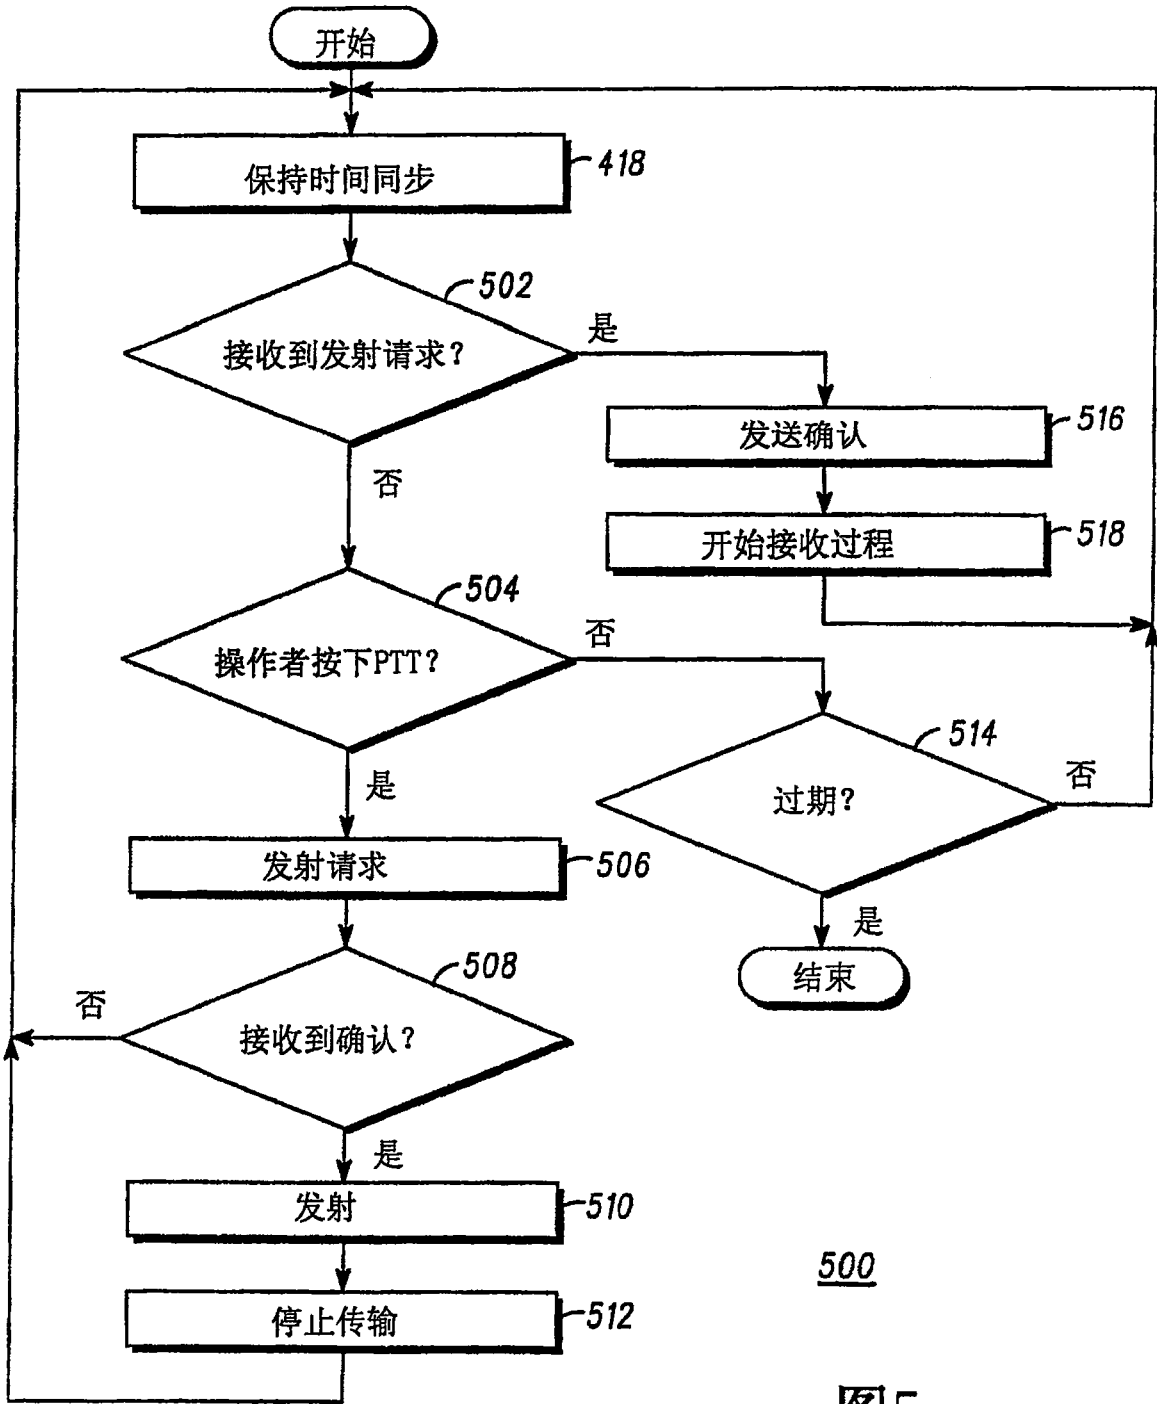 开始
保持时间同步
418
502
接收到发射请求？
是
否
发送确认
516
开始接收过程
518
504
操作者按下PTT？
否
是
514
过期？
否
是
结束
发射请求
506
508
接收到确认？
否
是
发射
510
停止传输
512
500
图5